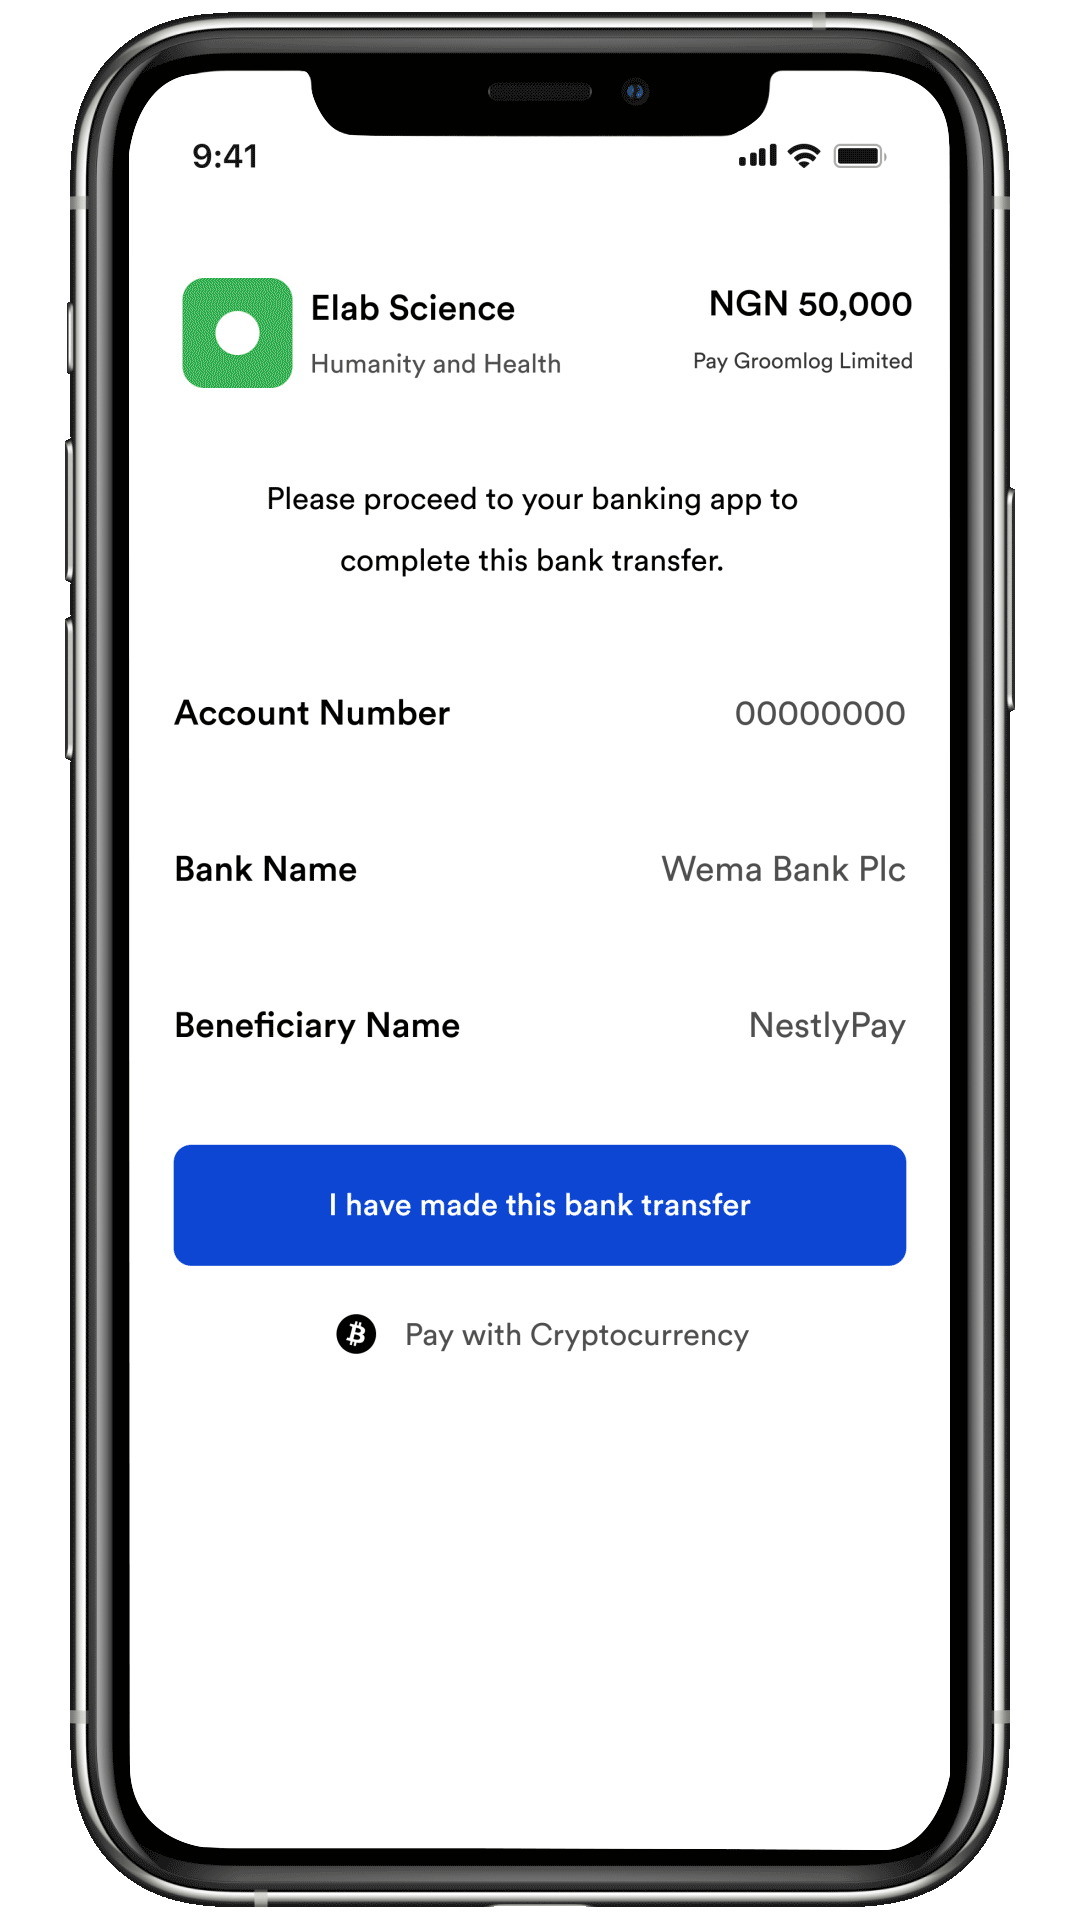 9:41
Elab Science
Humanity and Health
NGN 50,000
Pay Groomlog Limited
Please proceed to your banking app to
complete this bank transfer.
Account Number 00000000
Bank Name Wema Bank Plc
Beneficiary Name NestlyPay
I have made this bank transfer
Pay with Cryptocurrency